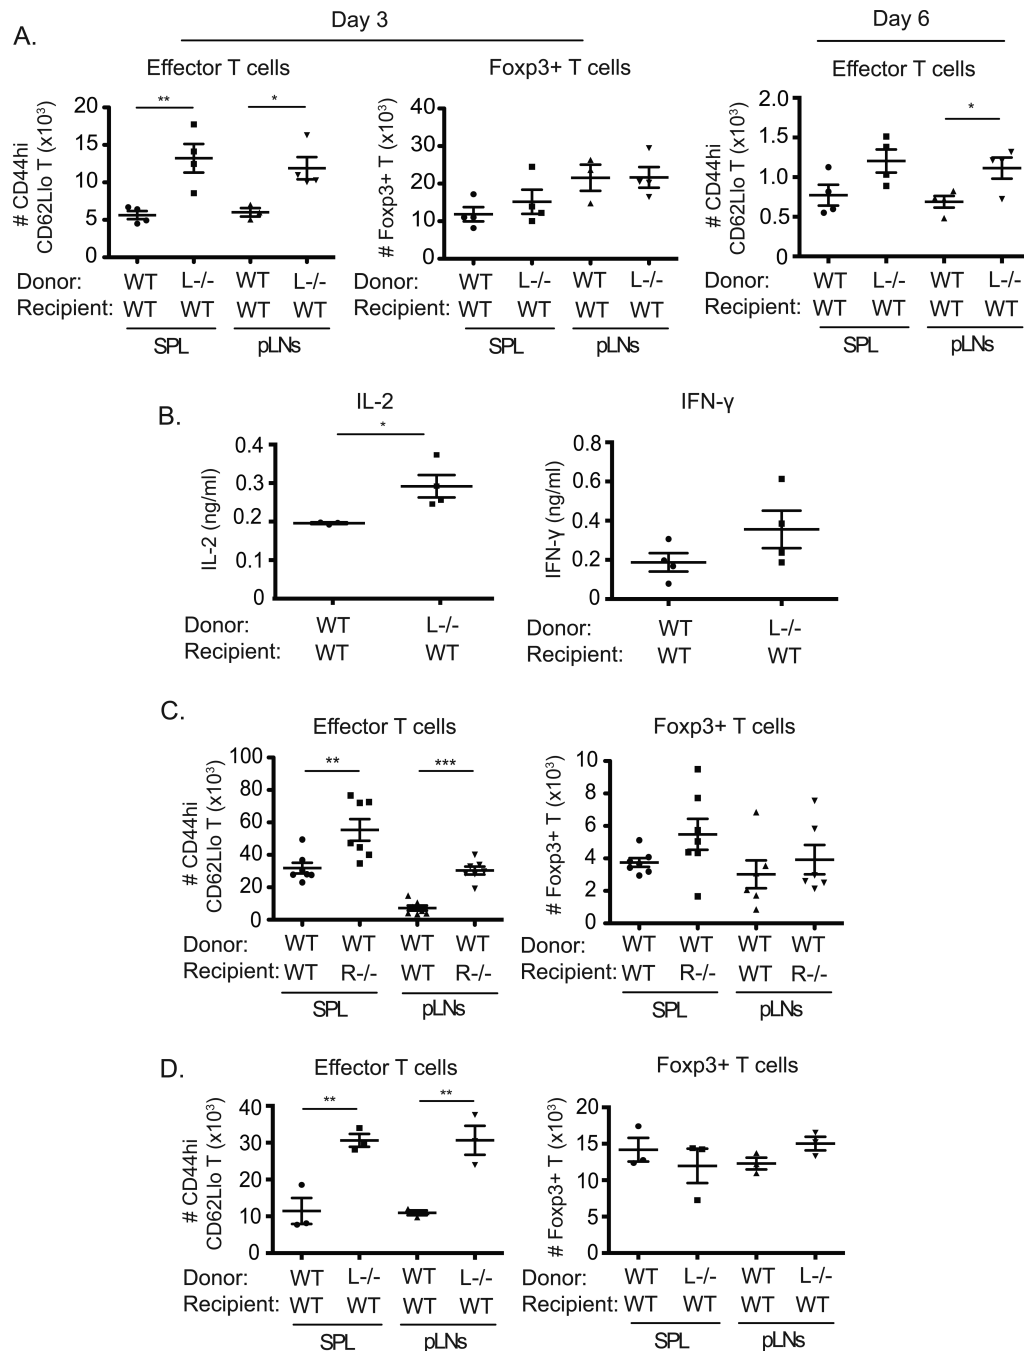 A.
Day 3
Day 6
Effector T cells
Foxp3+ T cells
Effector T cells
# CD44hi
CD62Llo T (x10³)
20
15
10
5
0
**
*
# Foxp3+ T (x10³)
40
30
20
10
0
# CD44hi
CD62Llo T (x10³)
2.0
1.5
1.0
0.5
0
*
Donor: WT L-/- WT L-/-
Recipient: WT WT WT WT
SPL pLNs
WT L-/- WT L-/-
WT WT WT WT
SPL pLNs
Donor: WT L-/- WT L-/-
Recipient: WT WT WT WT
SPL pLNs
B.
IL-2
IFN-γ
*
IL-2 (ng/ml)
0.4
0.3
0.2
0.1
0
IFN-γ (ng/ml)
0.8
0.6
0.4
0.2
0
Donor: WT L-/-
Recipient: WT WT
Donor: WT L-/-
Recipient: WT WT
C.
Effector T cells
Foxp3+ T cells
# CD44hi
CD62Llo T (x10³)
100
80
60
40
20
0
**
***
# Foxp3+ T (x10³)
10
8
6
4
2
0
Donor: WT WT WT WT
Recipient: WT R-/- WT R-/-
SPL pLNs
Donor: WT WT WT WT
Recipient: WT R-/- WT R-/-
SPL pLNs
D.
Effector T cells
Foxp3+ T cells
# CD44hi
CD62Llo T (x10³)
40
30
20
10
0
**
**
# Foxp3+ T (x10³)
20
15
10
5
0
Donor: WT L-/- WT L-/-
Recipient: WT WT WT WT
SPL pLNs
Donor: WT L-/- WT L-/-
Recipient: WT WT WT WT
SPL pLNs